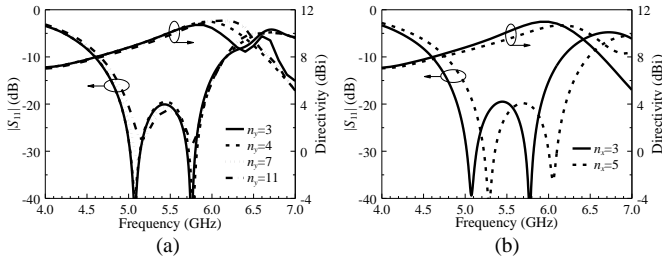 |S11| (dB)
0
-10
-20
-30
-40
4.0 4.5 5.0 5.5 6.0 6.5 7.0
Frequency (GHz)
12
8
4
0
-4
Directivity (dBi)
ny=3
ny=4
ny=7
ny=11
(a)
|S11| (dB)
0
-10
-20
-30
-40
4.0 4.5 5.0 5.5 6.0 6.5 7.0
Frequency (GHz)
12
8
4
0
-4
Directivity (dBi)
nx=3
nx=5
(b)